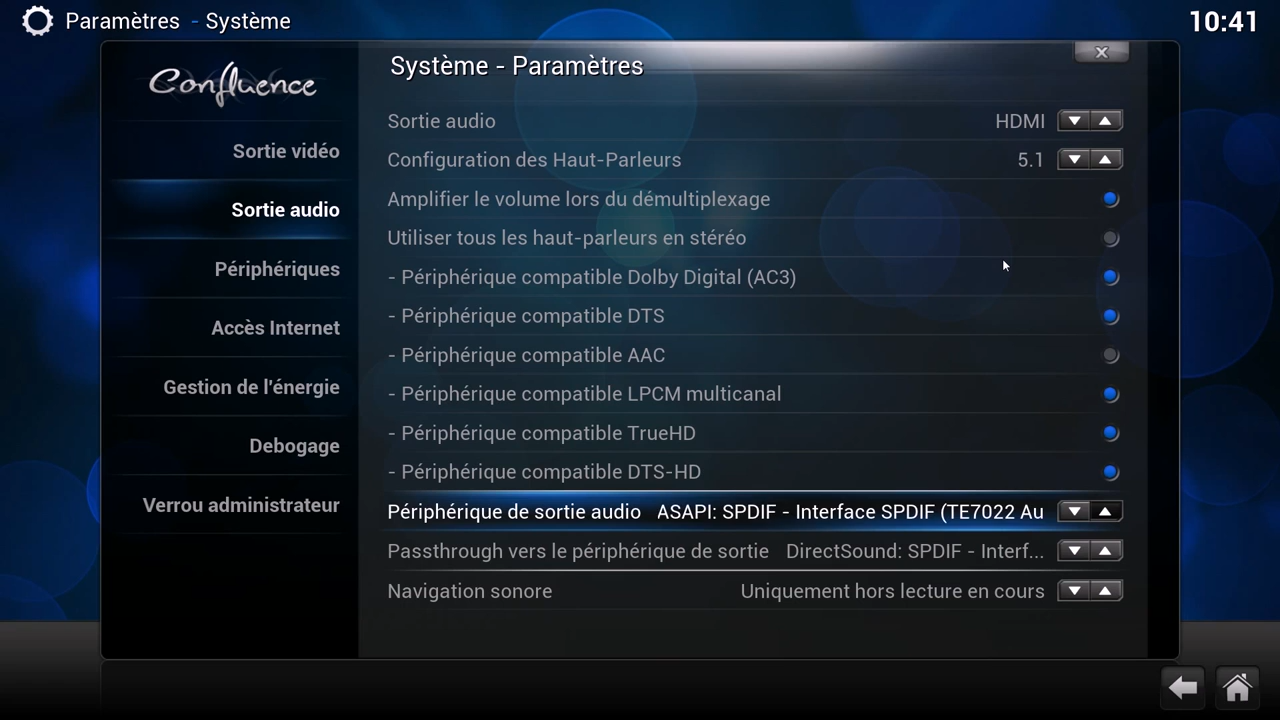 Paramètres - Système
10:41
Confluence
Sortie vidéo
Sortie audio
Périphériques
Accès Internet
Gestion de l'énergie
Debogage
Verrou administrateur
Système - Paramètres
Sortie audio HDMI
Configuration des Haut-Parleurs 5.1
Amplifier le volume lors du démultiplexage
Utiliser tous les haut-parleurs en stéréo
- Périphérique compatible Dolby Digital (AC3)
- Périphérique compatible DTS
- Périphérique compatible AAC
- Périphérique compatible LPCM multicanal
- Périphérique compatible TrueHD
- Périphérique compatible DTS-HD
Périphérique de sortie audio ASAPI: SPDIF - Interface SPDIF (TE7022 Au
Passthrough vers le périphérique de sortie DirectSound: SPDIF - Interf...
Navigation sonore Uniquement hors lecture en cours